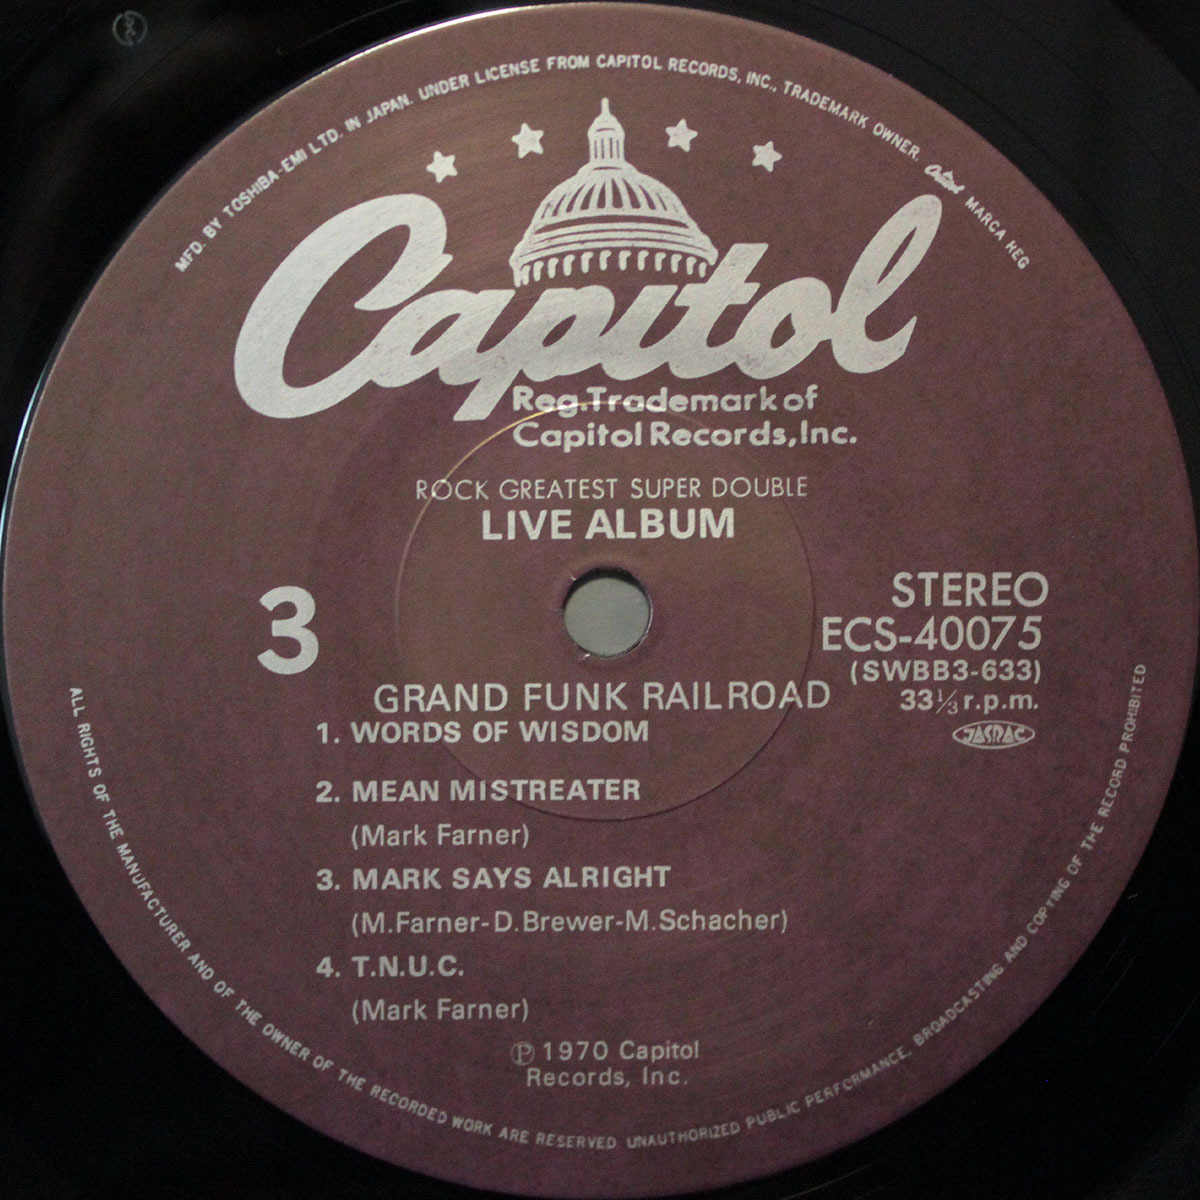 MFD. BY TOSHIBA-EMI LTD. IN JAPAN. UNDER LICENSE FROM CAPITOL RECORDS, INC., TRADEMARK OWNER. Capitol MARCA REG
Capitol
Reg. Trademark of
Capitol Records, Inc.
ROCK GREATEST SUPER DOUBLE
LIVE ALBUM
3
STEREO
ECS-40075
(SWBB3-633)
33⅓ r.p.m.
JASRAC
GRAND FUNK RAILROAD
1. WORDS OF WISDOM
2. MEAN MISTREATER
(Mark Farner)
3. MARK SAYS ALRIGHT
(M.Farner-D.Brewer-M.Schacher)
4. T.N.U.C.
(Mark Farner)
℗ 1970 Capitol
Records, Inc.
ALL RIGHTS OF THE MANUFACTURER AND OF THE OWNER OF THE RECORDED WORK ARE RESERVED. UNAUTHORIZED PUBLIC PERFORMANCE, BROADCASTING AND COPYING OF THE RECORD PROHIBITED